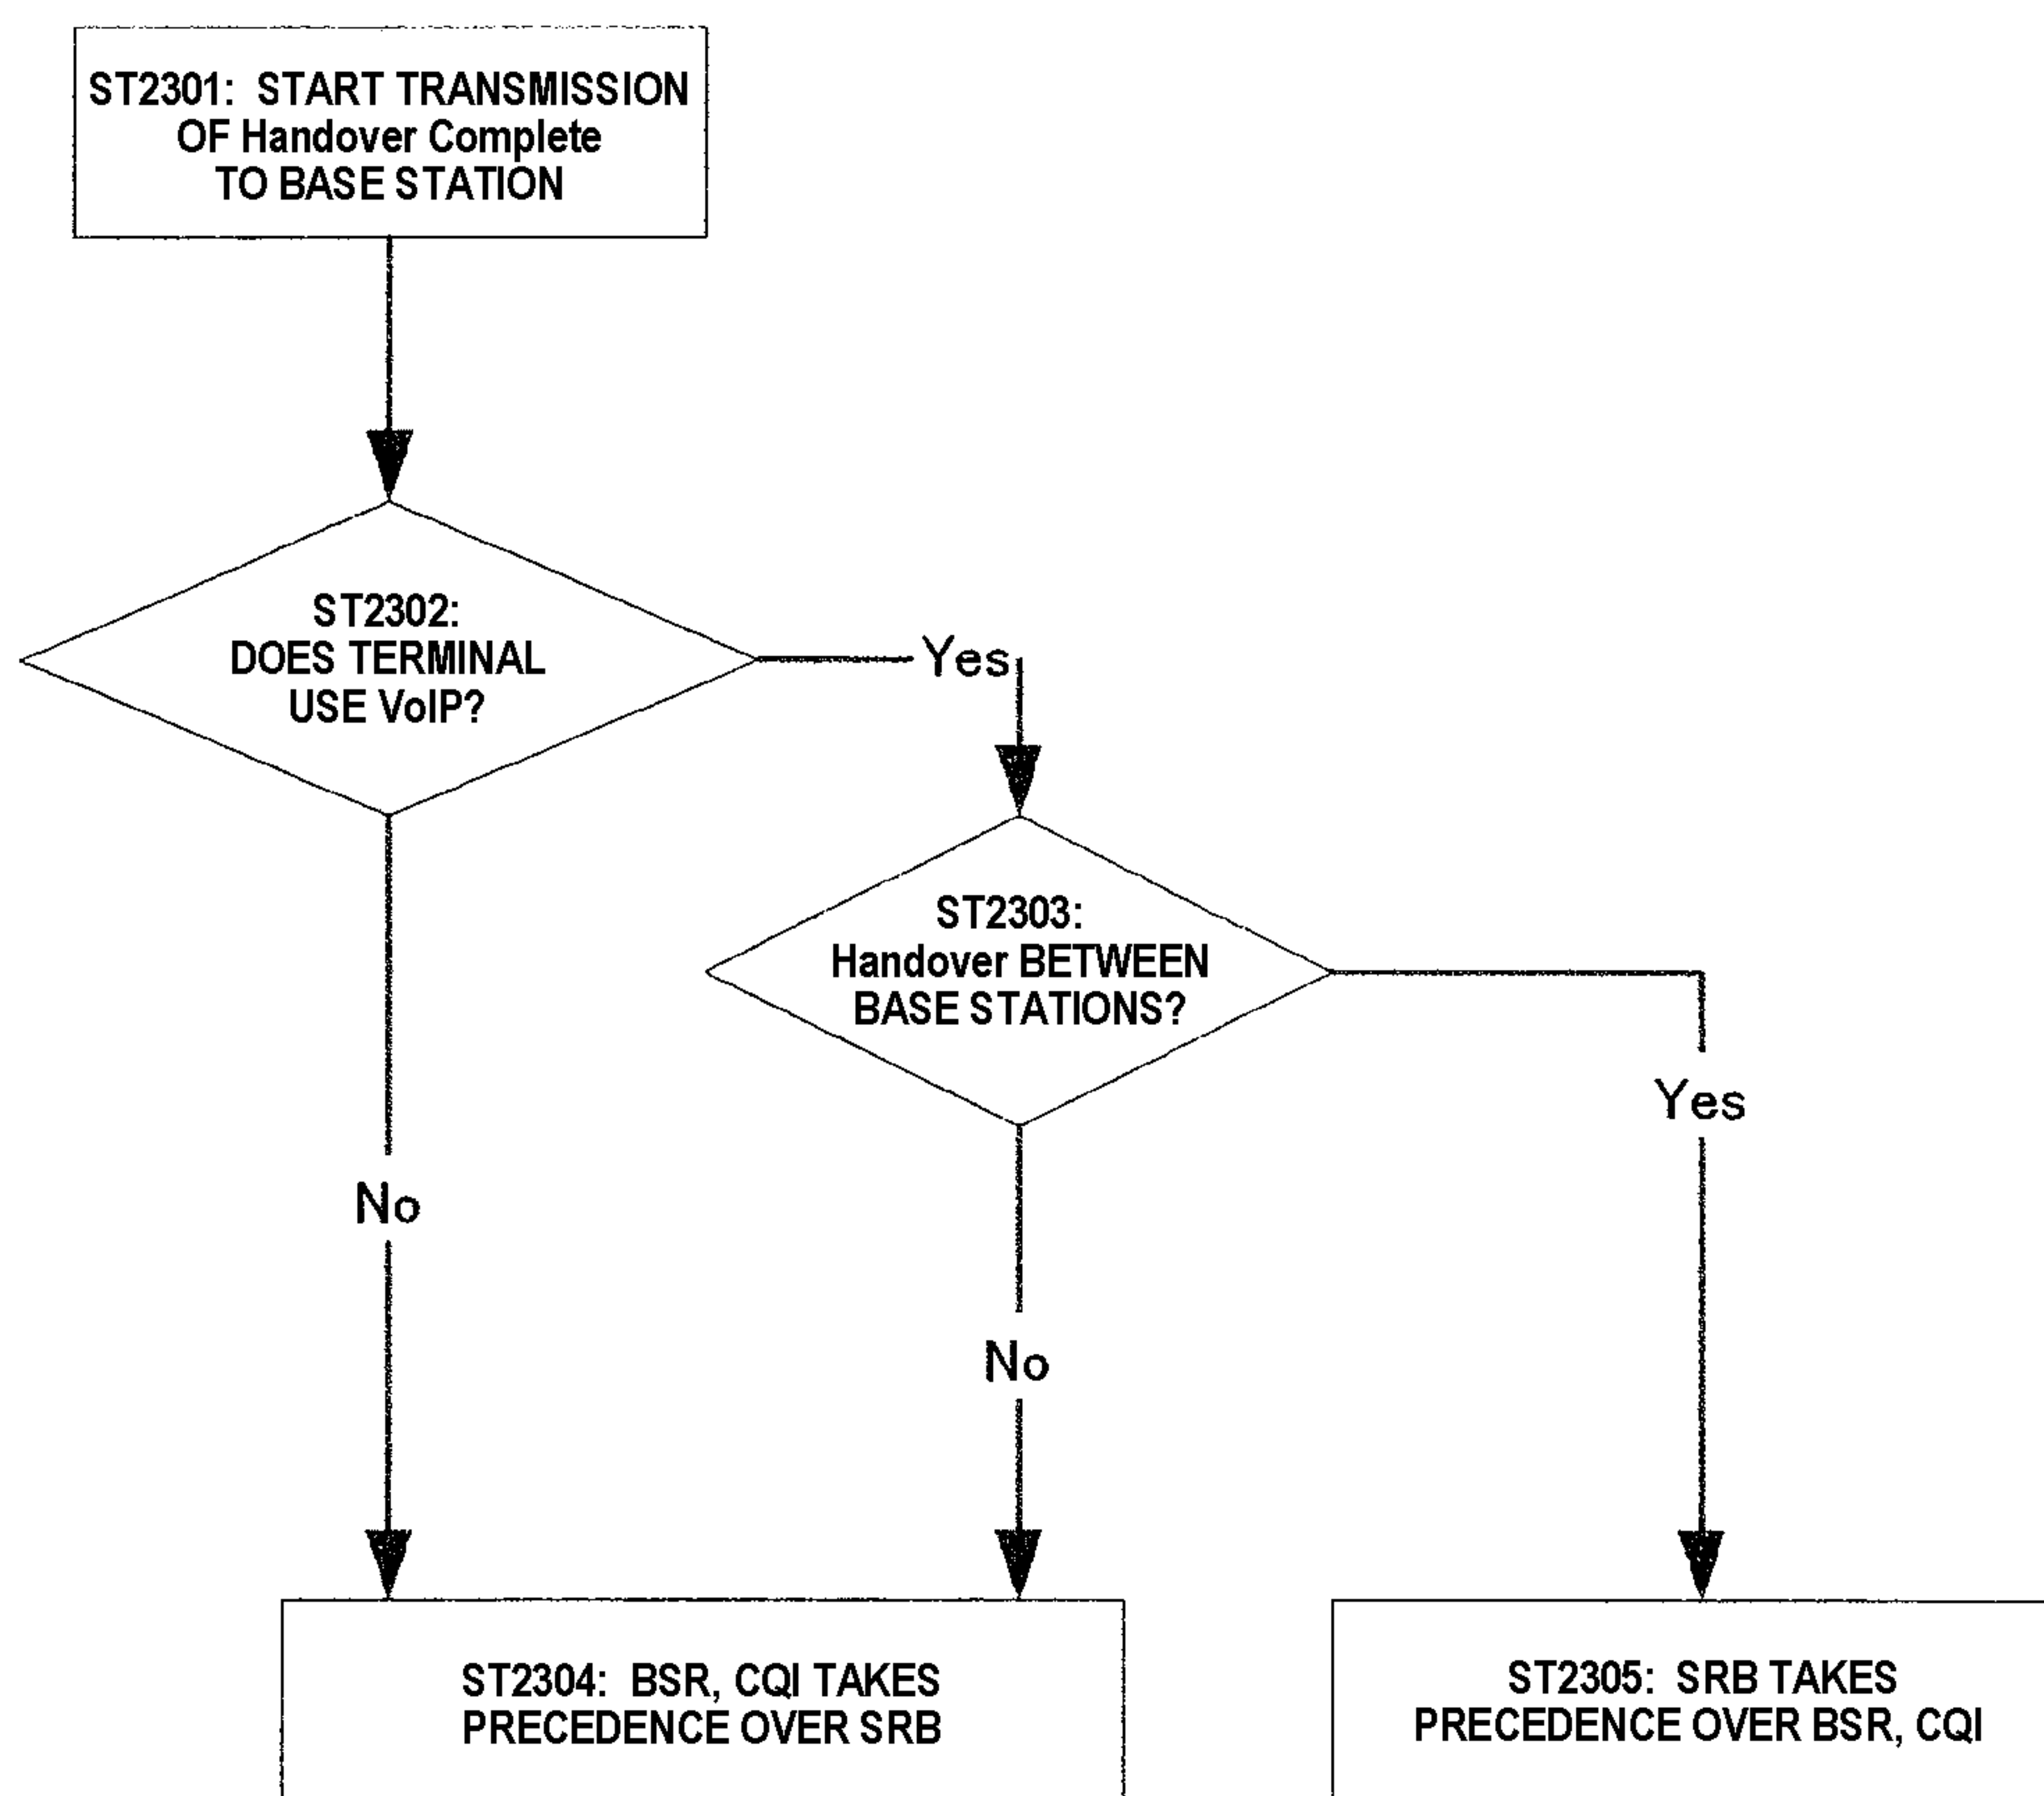 ST2301: START TRANSMISSION
OF Handover Complete
TO BASE STATION
ST2302:
DOES TERMINAL
USE VoIP?
Yes
ST2303:
Handover BETWEEN
BASE STATIONS?
Yes
No
No
ST2304: BSR, CQI TAKES
PRECEDENCE OVER SRB
ST2305: SRB TAKES
PRECEDENCE OVER BSR, CQI